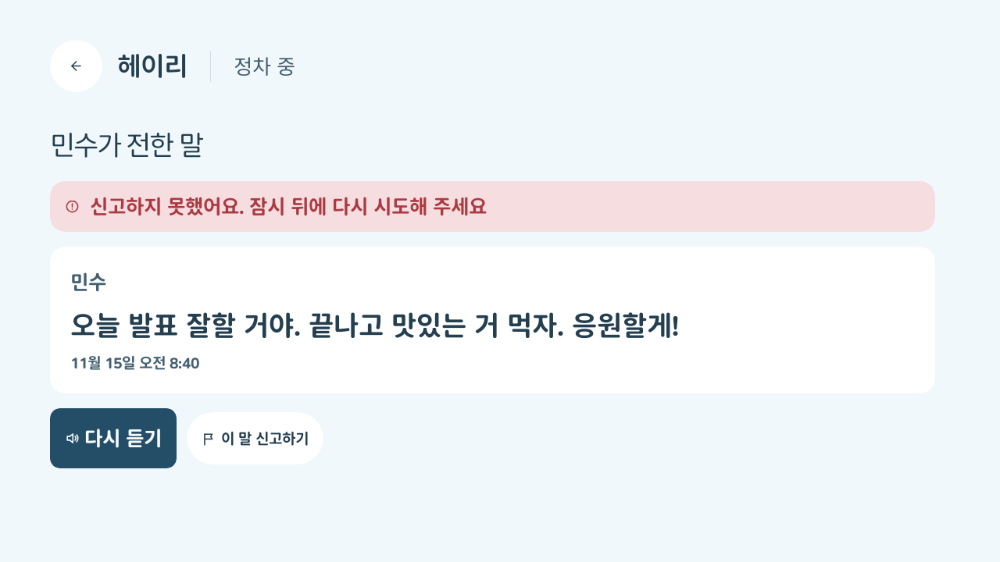 헤이리
정차 중
민수가 전한 말
신고하지 못했어요. 잠시 뒤에 다시 시도해 주세요
민수
오늘 발표 잘할 거야. 끝나고 맛있는 거 먹자. 응원할게!
11월 15일 오전 8:40
다시 듣기
이 말 신고하기